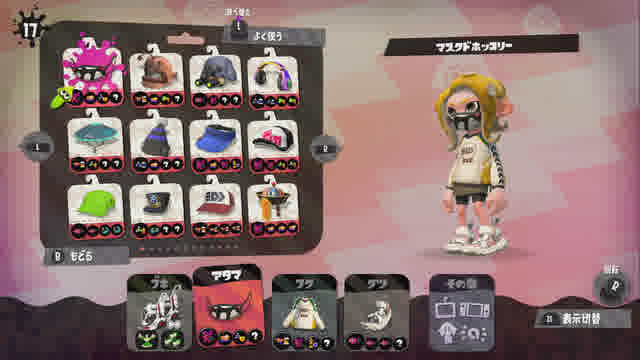 17
並べ替え
L
よく使う
マスクドホッコリー
L
R
B もどる
ブキ
アタマ
フク
クツ
その他
?
?
?
回転
R
表示切替